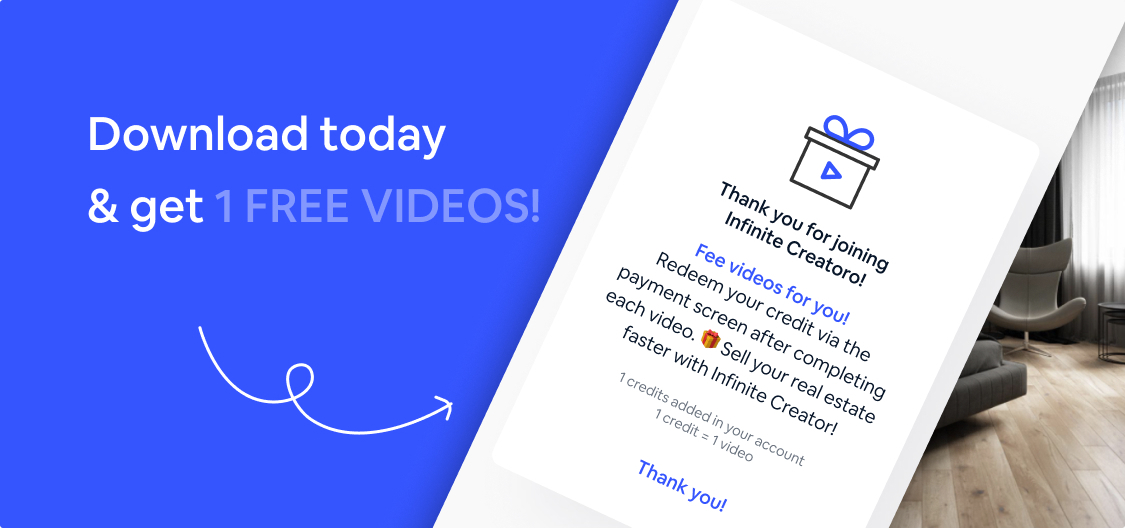 Download today
& get 1 FREE VIDEOS!
Thank you for joining
Infinite Creatoro!
Fee videos for you!
Redeem your credit via the
payment screen after completing
each video. 🎁 Sell your real estate
faster with Infinite Creator!
1 credits added in your account
1 credit = 1 video
Thank you!